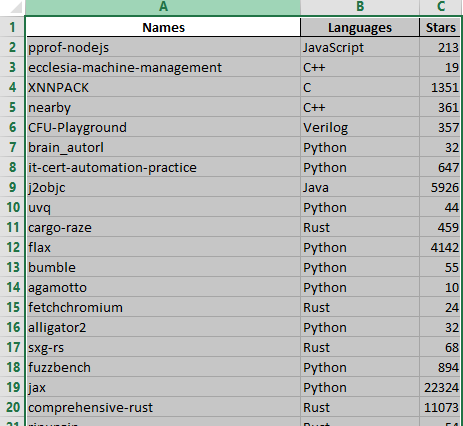 A B C
1 Names Languages Stars
2 pprof-nodejs JavaScript 213
3 ecclesia-machine-management C++ 19
4 XNNPACK C 1351
5 nearby C++ 361
6 CFU-Playground Verilog 357
7 brain_autorl Python 32
8 it-cert-automation-practice Python 647
9 j2objc Java 5926
10 uvq Python 44
11 cargo-raze Rust 459
12 flax Python 4142
13 bumble Python 55
14 agamotto Python 10
15 fetchchromium Rust 24
16 alligator2 Python 32
17 sxg-rs Rust 68
18 fuzzbench Python 894
19 jax Python 22324
20 comprehensive-rust Rust 11073